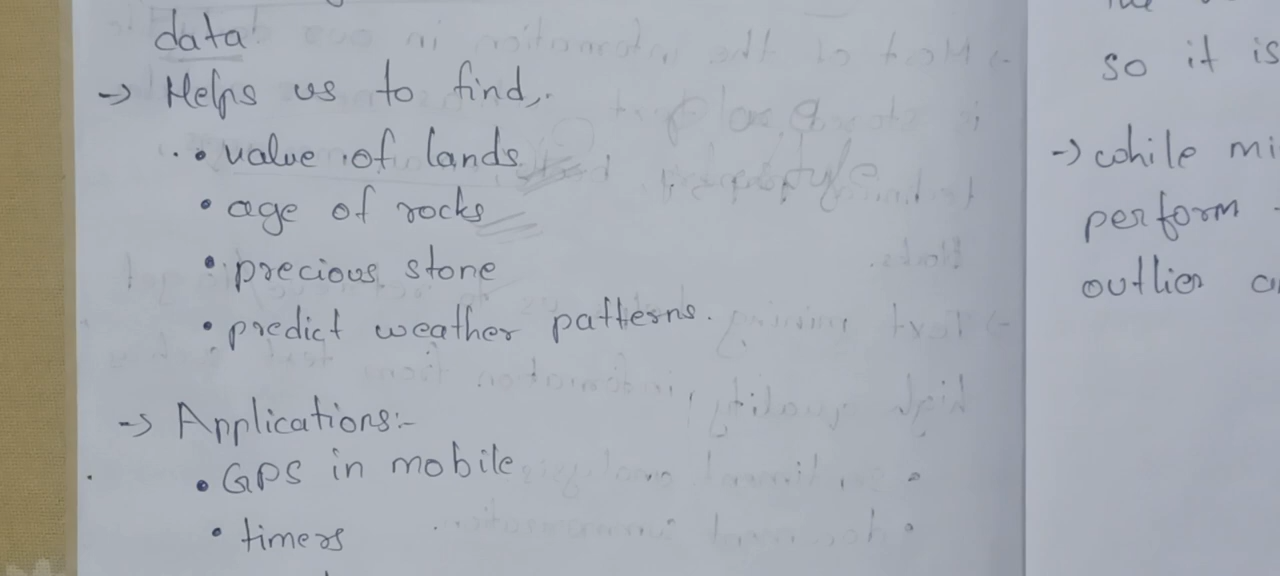 data
→ Helps us to find,.
• value of lands
• age of rocks
• precious stone
• predict weather patterns.
→ Applications:-
• GPS in mobile
• timers
so it is
→ while mi
perform
outlier